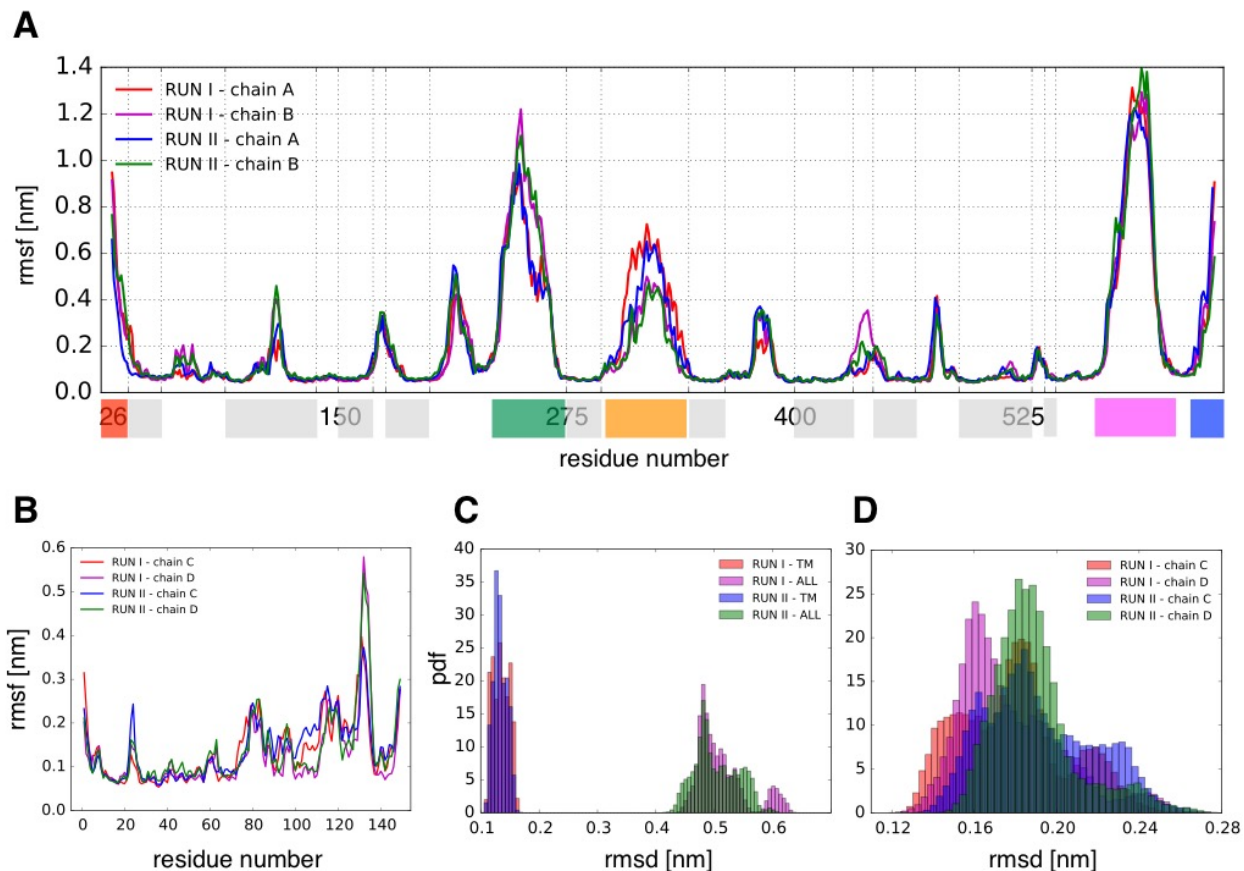 A
1.4
1.2
1.0
0.8
0.6
0.4
0.2
0.0
rmsf [nm]
RUN I - chain A
RUN I - chain B
RUN II - chain A
RUN II - chain B
26 150 275 400 525
residue number
B
0.6
0.5
0.4
0.3
0.2
0.1
0.0
rmsf [nm]
RUN I - chain C
RUN I - chain D
RUN II - chain C
RUN II - chain D
0 20 40 60 80 100 120 140
residue number
C
40
35
30
25
20
15
10
5
0
pdf
RUN I - TM
RUN I - ALL
RUN II - TM
RUN II - ALL
0.1 0.2 0.3 0.4 0.5 0.6
rmsd [nm]
D
30
25
20
15
10
5
0
RUN I - chain C
RUN I - chain D
RUN II - chain C
RUN II - chain D
0.12 0.16 0.20 0.24 0.28
rmsd [nm]